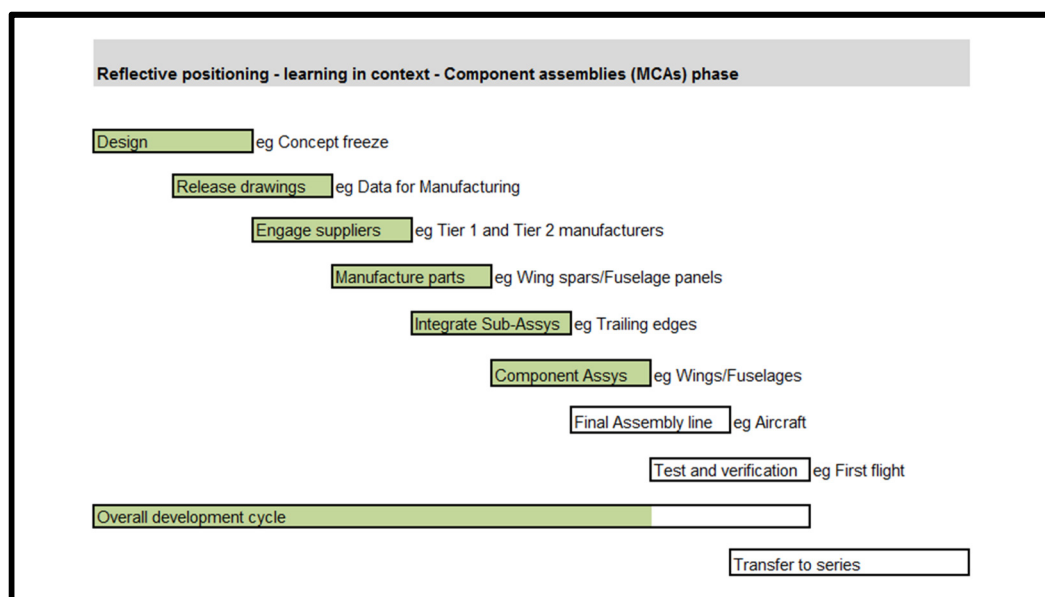 Reflective positioning - learning in context - Component assemblies (MCAs) phase
Design eg Concept freeze
Release drawings eg Data for Manufacturing
Engage suppliers eg Tier 1 and Tier 2 manufacturers
Manufacture parts eg Wing spars/Fuselage panels
Integrate Sub-Assys eg Trailing edges
Component Assys eg Wings/Fuselages
Final Assembly line eg Aircraft
Test and verification eg First flight
Overall development cycle
Transfer to series